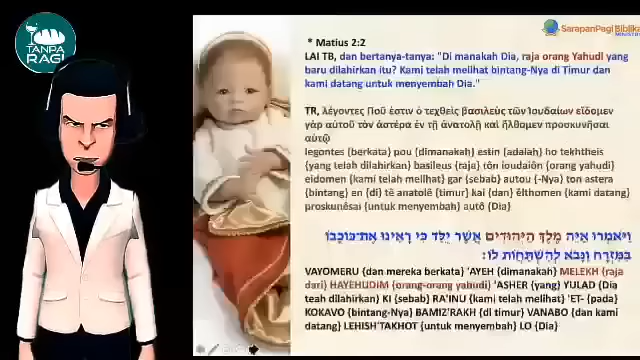 TANPA
RAGI
SarapanPagi Biblika
* Matius 2:2
LAI TB, dan bertanya-tanya: "Di manakah Dia, raja orang Yahudi yang
baru dilahirkan itu? Kami telah melihat bintang-Nya di Timur dan
kami datang untuk menyembah Dia."
TR, λέγοντες Ποῦ ἐστιν ὁ τεχθεὶς βασιλεὺς τῶν Ἰουδαίων εἴδομεν
γὰρ αὐτοῦ τὸν ἀστέρα ἐν τῇ ἀνατολῇ καὶ ἤλθομεν προσκυνῆσαι
αὐτῷ
legontes {berkata} pou {dimanakah} estin {adalah} ho tekhtheis
{yang telah dilahirkan} basileus {raja} tôn ioudaiôn {orang yahudi}
eidomen {kami telah melihat} gar {sebab} autou {-Nya} ton astera
{bintang} en {di} tê anatolê {timur} kai {dan} êlthomen {kami datang}
proskunêsai {untuk menyembah} autô {Dia}
וַיֹּאמְרוּ אַיֵּה מֶלֶךְ הַיְּהוּדִים אֲשֶׁר יֻלַּד כִּי רָאִינוּ אֶת־כּוֹכָבוֹ
בַּמִּזְרָח וַנָּבֹא לְהִשְׁתַּחֲוֹת לוֹ׃
VAYOMERU {dan mereka berkata} 'AYEH {dimanakah} MELEKH {raja
dari} HAYEHUDIM {orang-orang yahudi} 'ASHER {yang} YULAD {Dia
teah dilahirkan} KI {sebab} RA'INU {kami telah melihat} 'ET- {pada}
KOKAVO {bintang-Nya} BAMIZ'RAKH {di timur} VANABO {dan kami
datang} LEHISH'TAKHOT {untuk menyembah} LO {Dia}